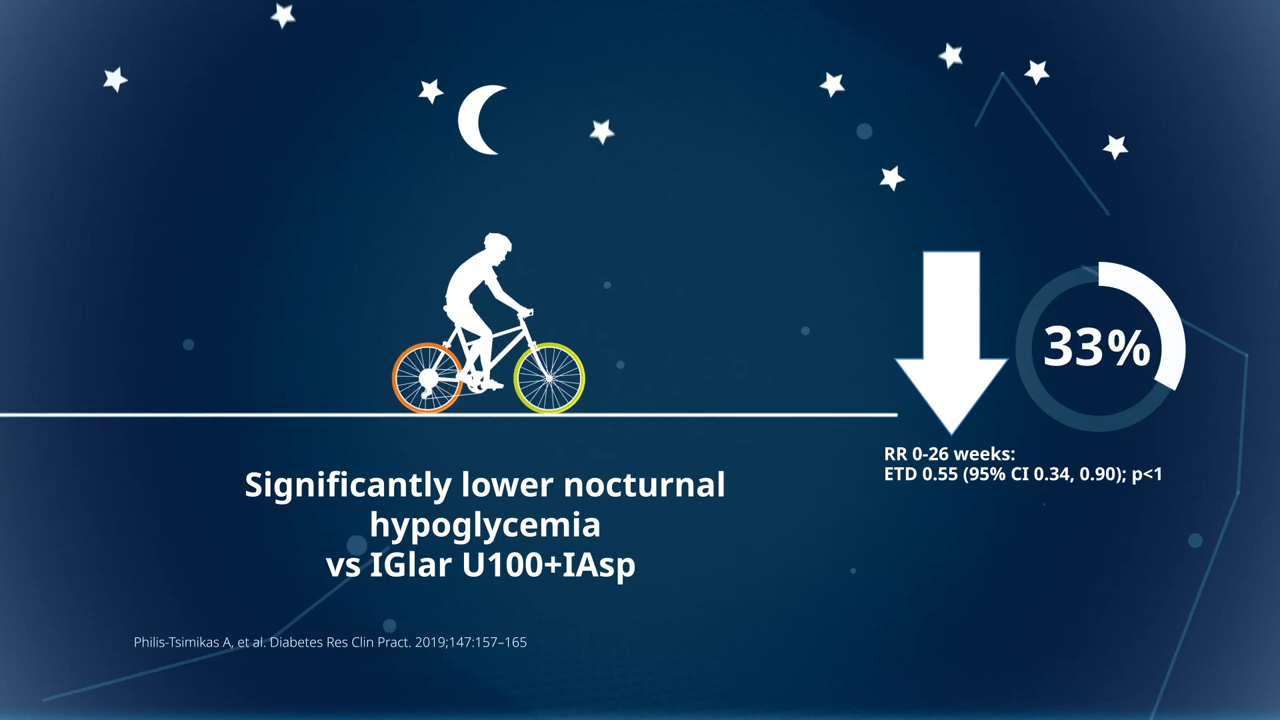 33%
RR 0-26 weeks:
ETD 0.55 (95% CI 0.34, 0.90); p<1
Significantly lower nocturnal
hypoglycemia
vs IGlar U100+IAsp
Philis-Tsimikas A, et al. Diabetes Res Clin Pract. 2019;147:157–165